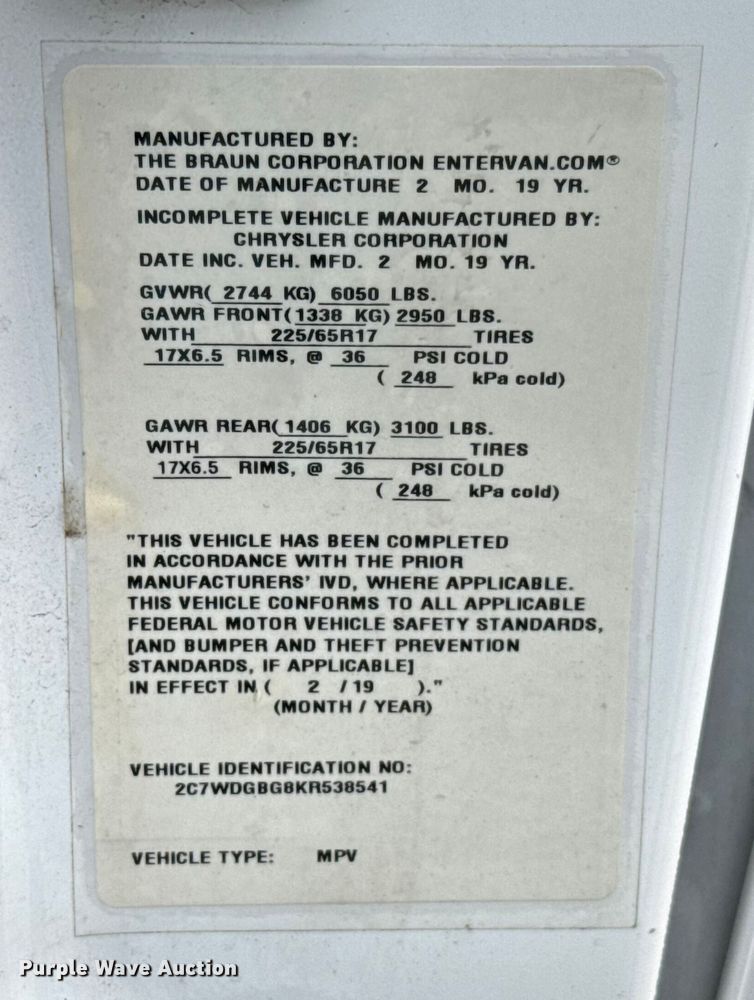 MANUFACTURED BY:
THE BRAUN CORPORATION ENTERVAN.COM®
DATE OF MANUFACTURE 2 MO. 19 YR.
INCOMPLETE VEHICLE MANUFACTURED BY:
CHRYSLER CORPORATION
DATE INC. VEH. MFD. 2 MO. 19 YR.
GVWR( 2744 KG) 6050 LBS.
GAWR FRONT( 1338 KG) 2950 LBS.
WITH 225/65R17 TIRES
17X6.5 RIMS, @ 36 PSI COLD
( 248 kPa cold)
GAWR REAR( 1406 KG) 3100 LBS.
WITH 225/65R17 TIRES
17X6.5 RIMS, @ 36 PSI COLD
( 248 kPa cold)
"THIS VEHICLE HAS BEEN COMPLETED
IN ACCORDANCE WITH THE PRIOR
MANUFACTURERS' IVD, WHERE APPLICABLE.
THIS VEHICLE CONFORMS TO ALL APPLICABLE
FEDERAL MOTOR VEHICLE SAFETY STANDARDS,
[AND BUMPER AND THEFT PREVENTION
STANDARDS, IF APPLICABLE]
IN EFFECT IN ( 2 / 19 )."
(MONTH / YEAR)
VEHICLE IDENTIFICATION NO:
2C7WDGBG8KR538541
VEHICLE TYPE: MPV
Purple Wave Auction